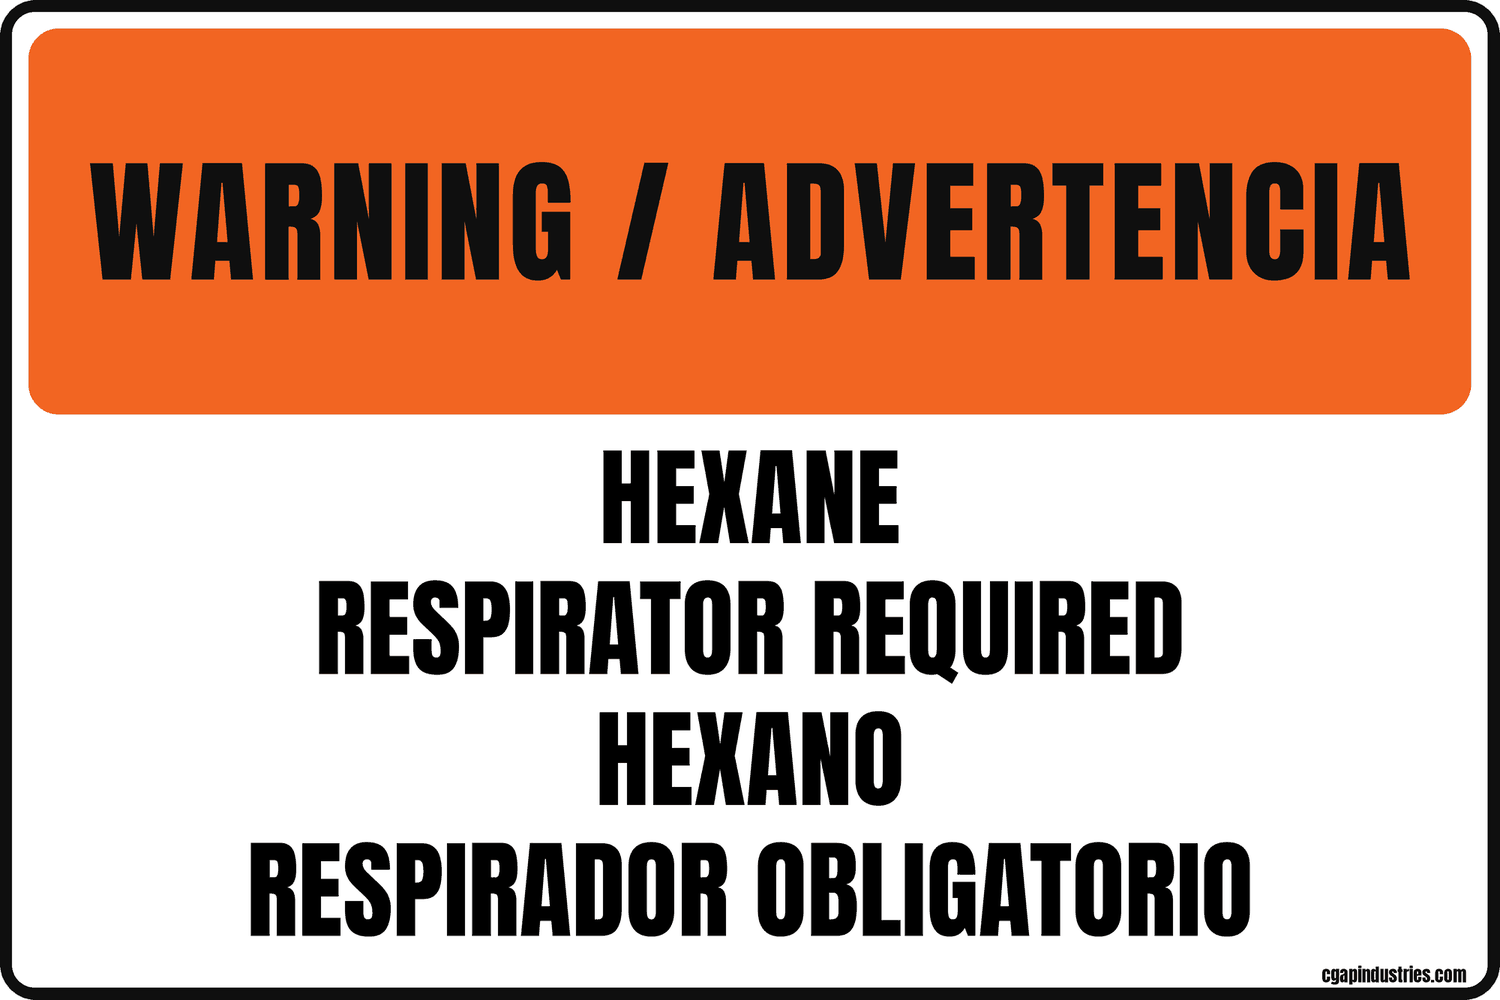 WARNING / ADVERTENCIA
HEXANE
RESPIRATOR REQUIRED
HEXANO
RESPIRADOR OBLIGATORIO
cgapindustries.com